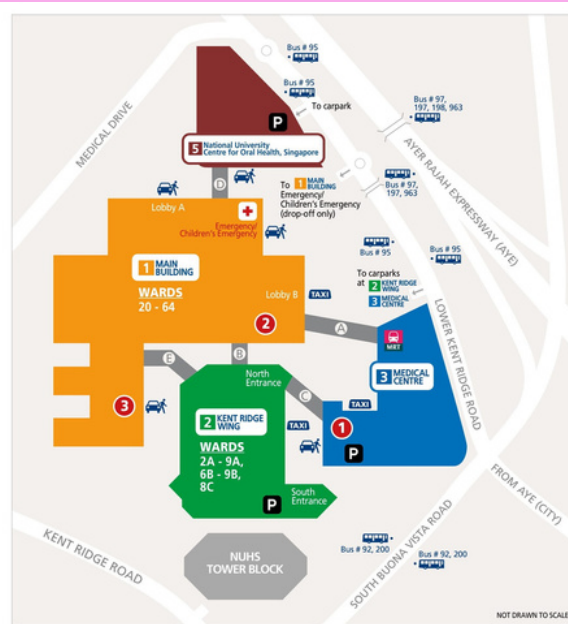 Bus # 95
Bus # 95
To carpark
P
Bus # 97,
197, 198, 963
MEDICAL DRIVE
AYER RAJAH EXPRESSWAY (AYE)
5 National University
Centre for Oral Health, Singapore
D
To 1 MAIN
BUILDING
Emergency/
Children's Emergency
(drop-off only)
Bus # 97,
197, 963
Lobby A
Emergency/
Children's Emergency
1 MAIN
BUILDING
WARDS
20 - 64
Bus # 95
Bus # 95
To carparks
at 2 KENT RIDGE
WING
3 MEDICAL
CENTRE
Lobby B
TAXI
2
A
MRT
LOWER KENT RIDGE ROAD
E
B
North
Entrance
C
3 MEDICAL
CENTRE
3
2 KENT RIDGE
WING
TAXI
TAXI
1
WARDS
2A - 9A,
6B - 9B,
8C
P
P
South
Entrance
FROM AYE (CITY)
SOUTH BUONA VISTA ROAD
KENT RIDGE ROAD
NUHS
TOWER BLOCK
Bus # 92, 200
Bus # 92, 200
NOT DRAWN TO SCALE